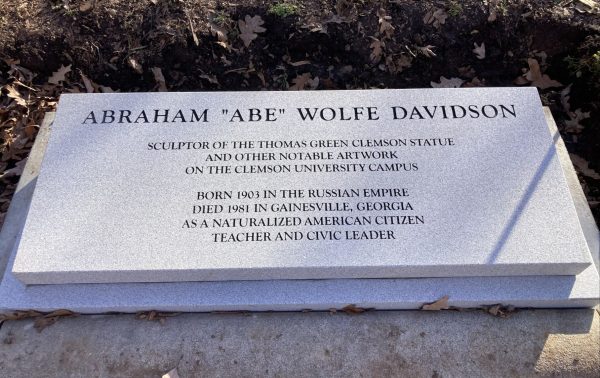 ABRAHAM "ABE" WOLFE DAVIDSON
SCULPTOR OF THE THOMAS GREEN CLEMSON STATUE
AND OTHER NOTABLE ARTWORK
ON THE CLEMSON UNIVERSITY CAMPUS
BORN 1903 IN THE RUSSIAN EMPIRE
DIED 1981 IN GAINESVILLE, GEORGIA
AS A NATURALIZED AMERICAN CITIZEN
TEACHER AND CIVIC LEADER